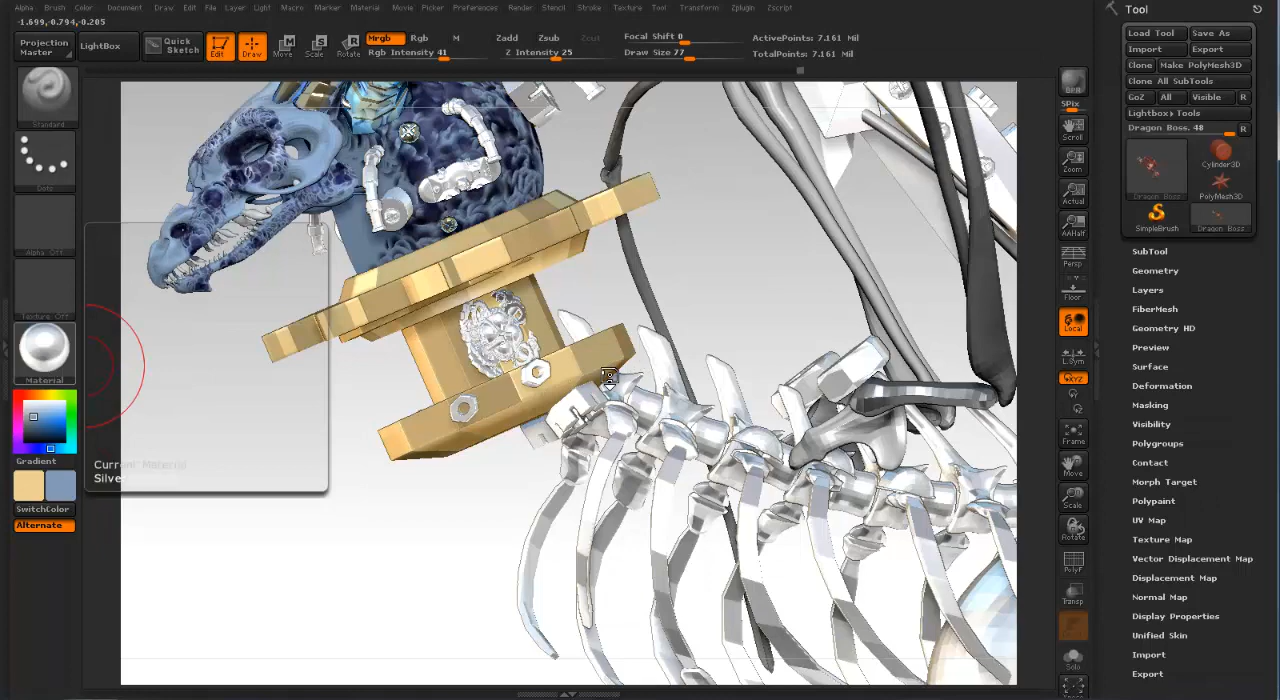 Alpha Brush Color Document Draw Edit File Layer Light Macro Marker Material Movie Picker Preferences Render Stencil Stroke Texture Tool Transform Zplugin Zscript
-1.699,-0.794,-0.205
Projection Master
LightBox
Quick Sketch
Edit
Draw
Move
Scale
Rotate
Mrgb Rgb M
Rgb Intensity 41
Zadd Zsub Zcut
Z Intensity 25
Focal Shift 0
Draw Size 77
ActivePoints: 7.161 Mil
TotalPoints: 7.161 Mil
Standard
Dots
Alpha Off
Texture Off
Material
Gradient
SwitchColor
Alternate
Current Material
Silve
BPR
SPix
Scroll
Zoom
Actual
AAHalf
Persp
Floor
Local
L.Sym
XYZ
Frame
Move
Scale
Rotate
PolyF
Transp
Solo
Tool
Load Tool Save As
Import Export
Clone Make PolyMesh3D
Clone All SubTools
GoZ All Visible R
Lightbox▸Tools
Dragon Boss. 48 R
Cylinder3D
Dragon Boss PolyMesh3D
SimpleBrush Dragon Boss
SubTool
Geometry
Layers
FiberMesh
Geometry HD
Preview
Surface
Deformation
Masking
Visibility
Polygroups
Contact
Morph Target
Polypaint
UV Map
Texture Map
Vector Displacement Map
Displacement Map
Normal Map
Display Properties
Unified Skin
Import
Export